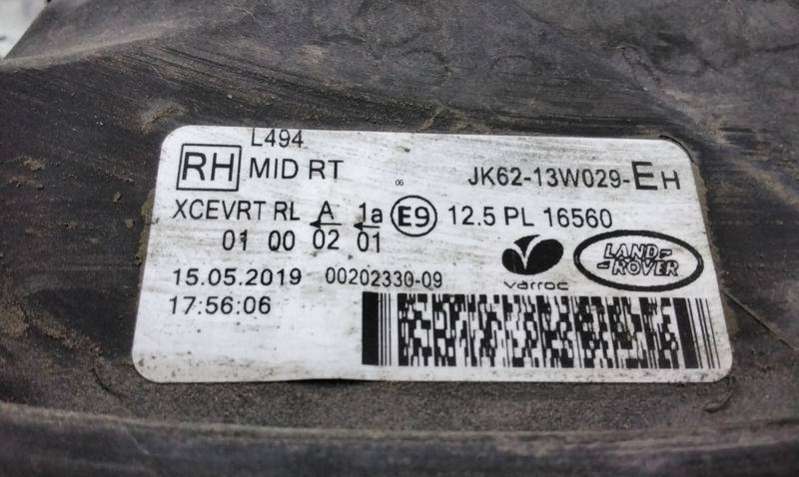 L494
RH MID RT 06 JK62-13W029-EH
XCEVRT RL A 1a E9 12.5 PL 16560
01 00 02 01
varroc
LAND-
-ROVER
15.05.2019 00202330-09
17:56:06